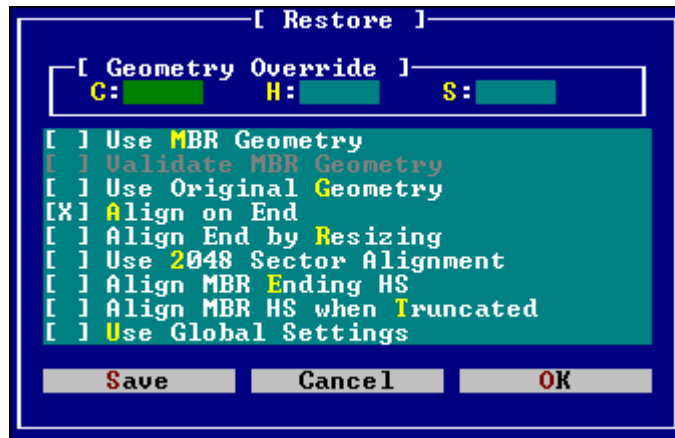 [ Restore ]
[ Geometry Override ]
C: H: S:
[ ] Use MBR Geometry
[ ] Validate MBR Geometry
[ ] Use Original Geometry
[X] Align on End
[ ] Align End by Resizing
[ ] Use 2048 Sector Alignment
[ ] Align MBR Ending HS
[ ] Align MBR HS when Truncated
[ ] Use Global Settings
Save Cancel OK